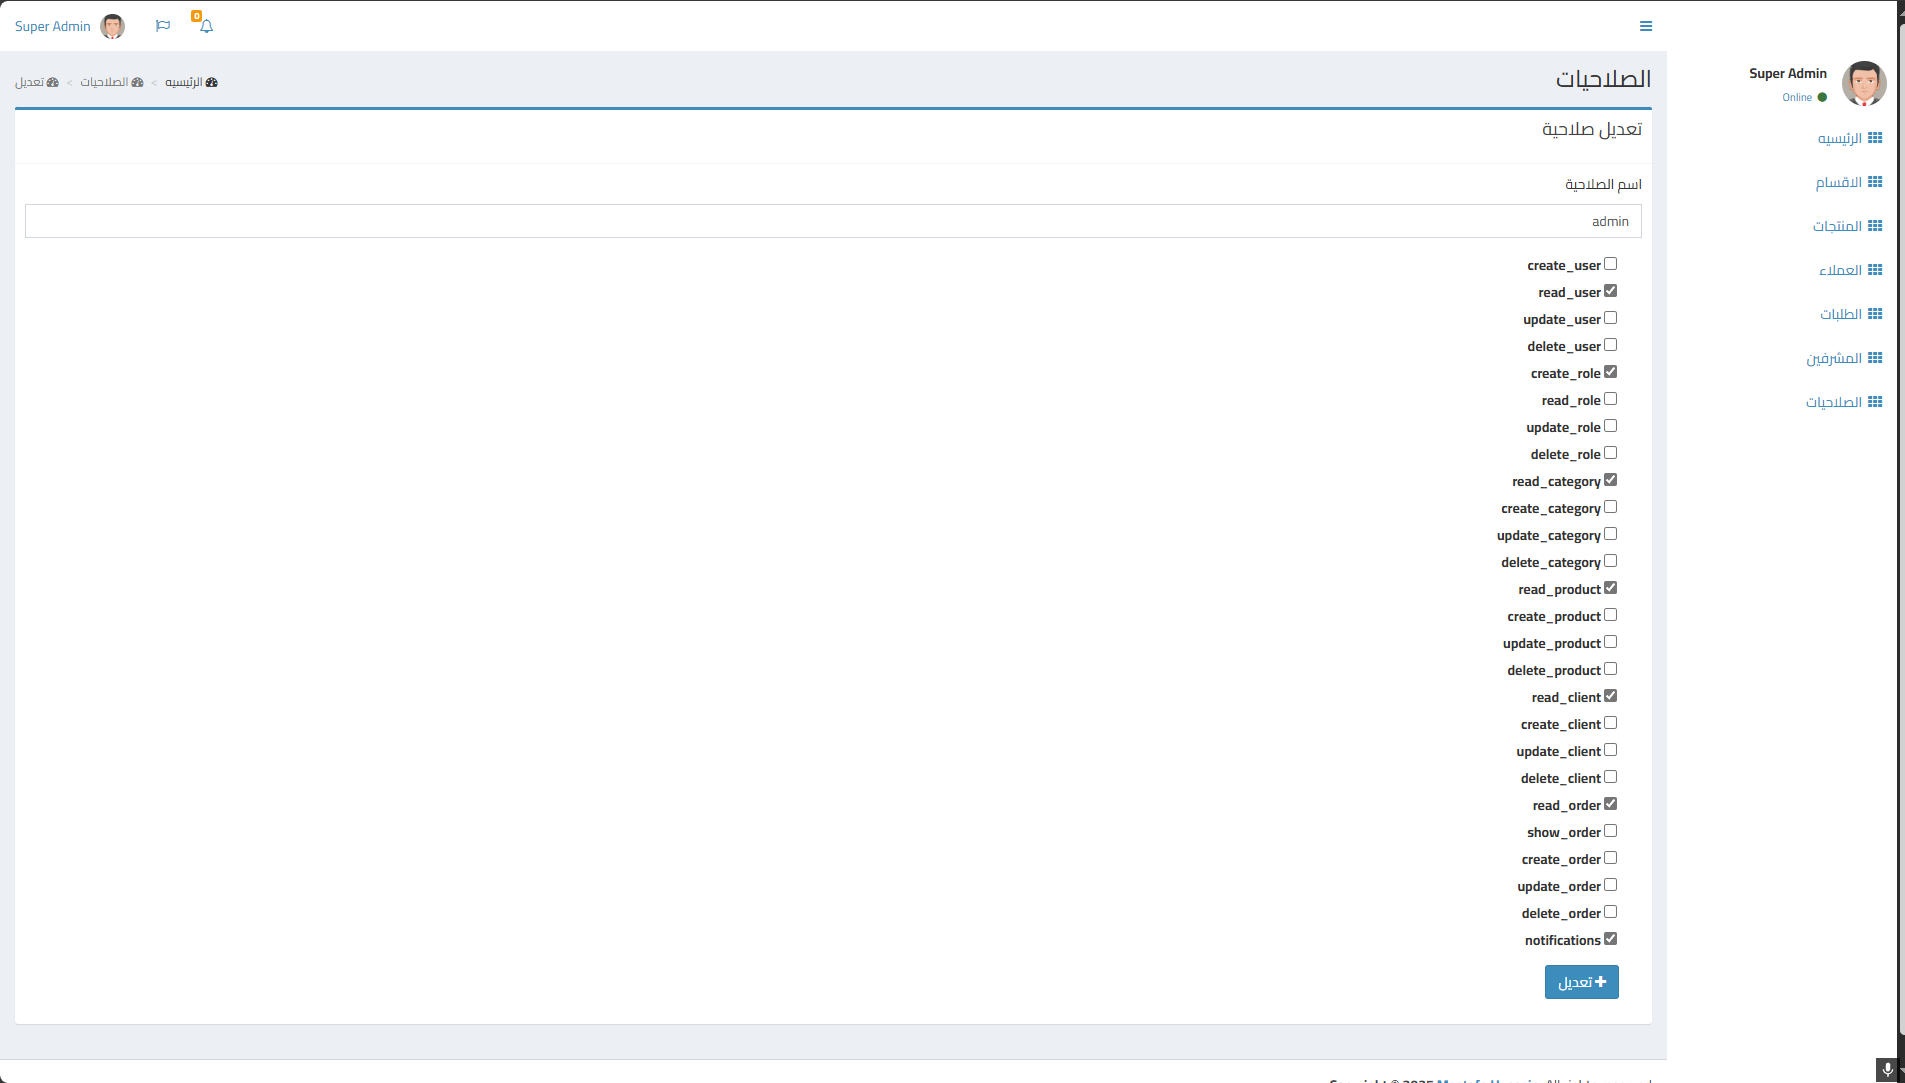 Super Admin
0
الرئيسيه > الصلاحيات > تعديل
Super Admin
Online
الرئيسيه
الاقسام
المنتجات
العملاء
الطلبات
المشرفين
الصلاحيات
الصلاحيات
تعديل صلاحية
اسم الصلاحية
admin
create_user
read_user
update_user
delete_user
create_role
read_role
update_role
delete_role
read_category
create_category
update_category
delete_category
read_product
create_product
update_product
delete_product
read_client
create_client
update_client
delete_client
read_order
show_order
create_order
update_order
delete_order
notifications
تعديل